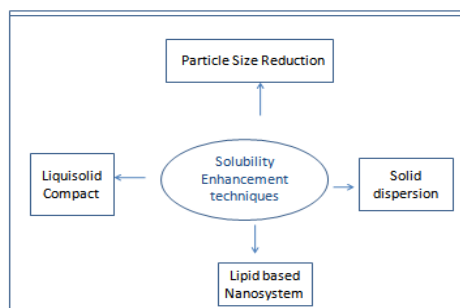 Particle Size Reduction
Solubility
Enhancement
techniques
Liquisolid
Compact
Solid
dispersion
Lipid based
Nanosystem